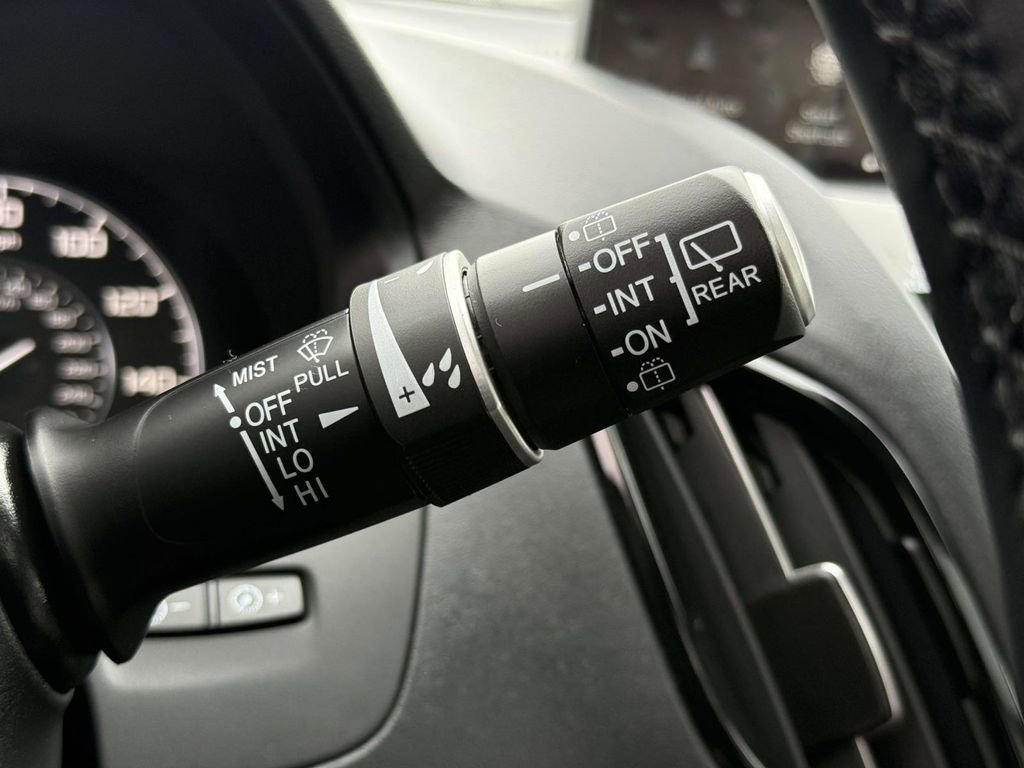 MIST
PULL
OFF
INT
LO
HI
+
-OFF
-INT
-ON
REAR
100
120
140
- +